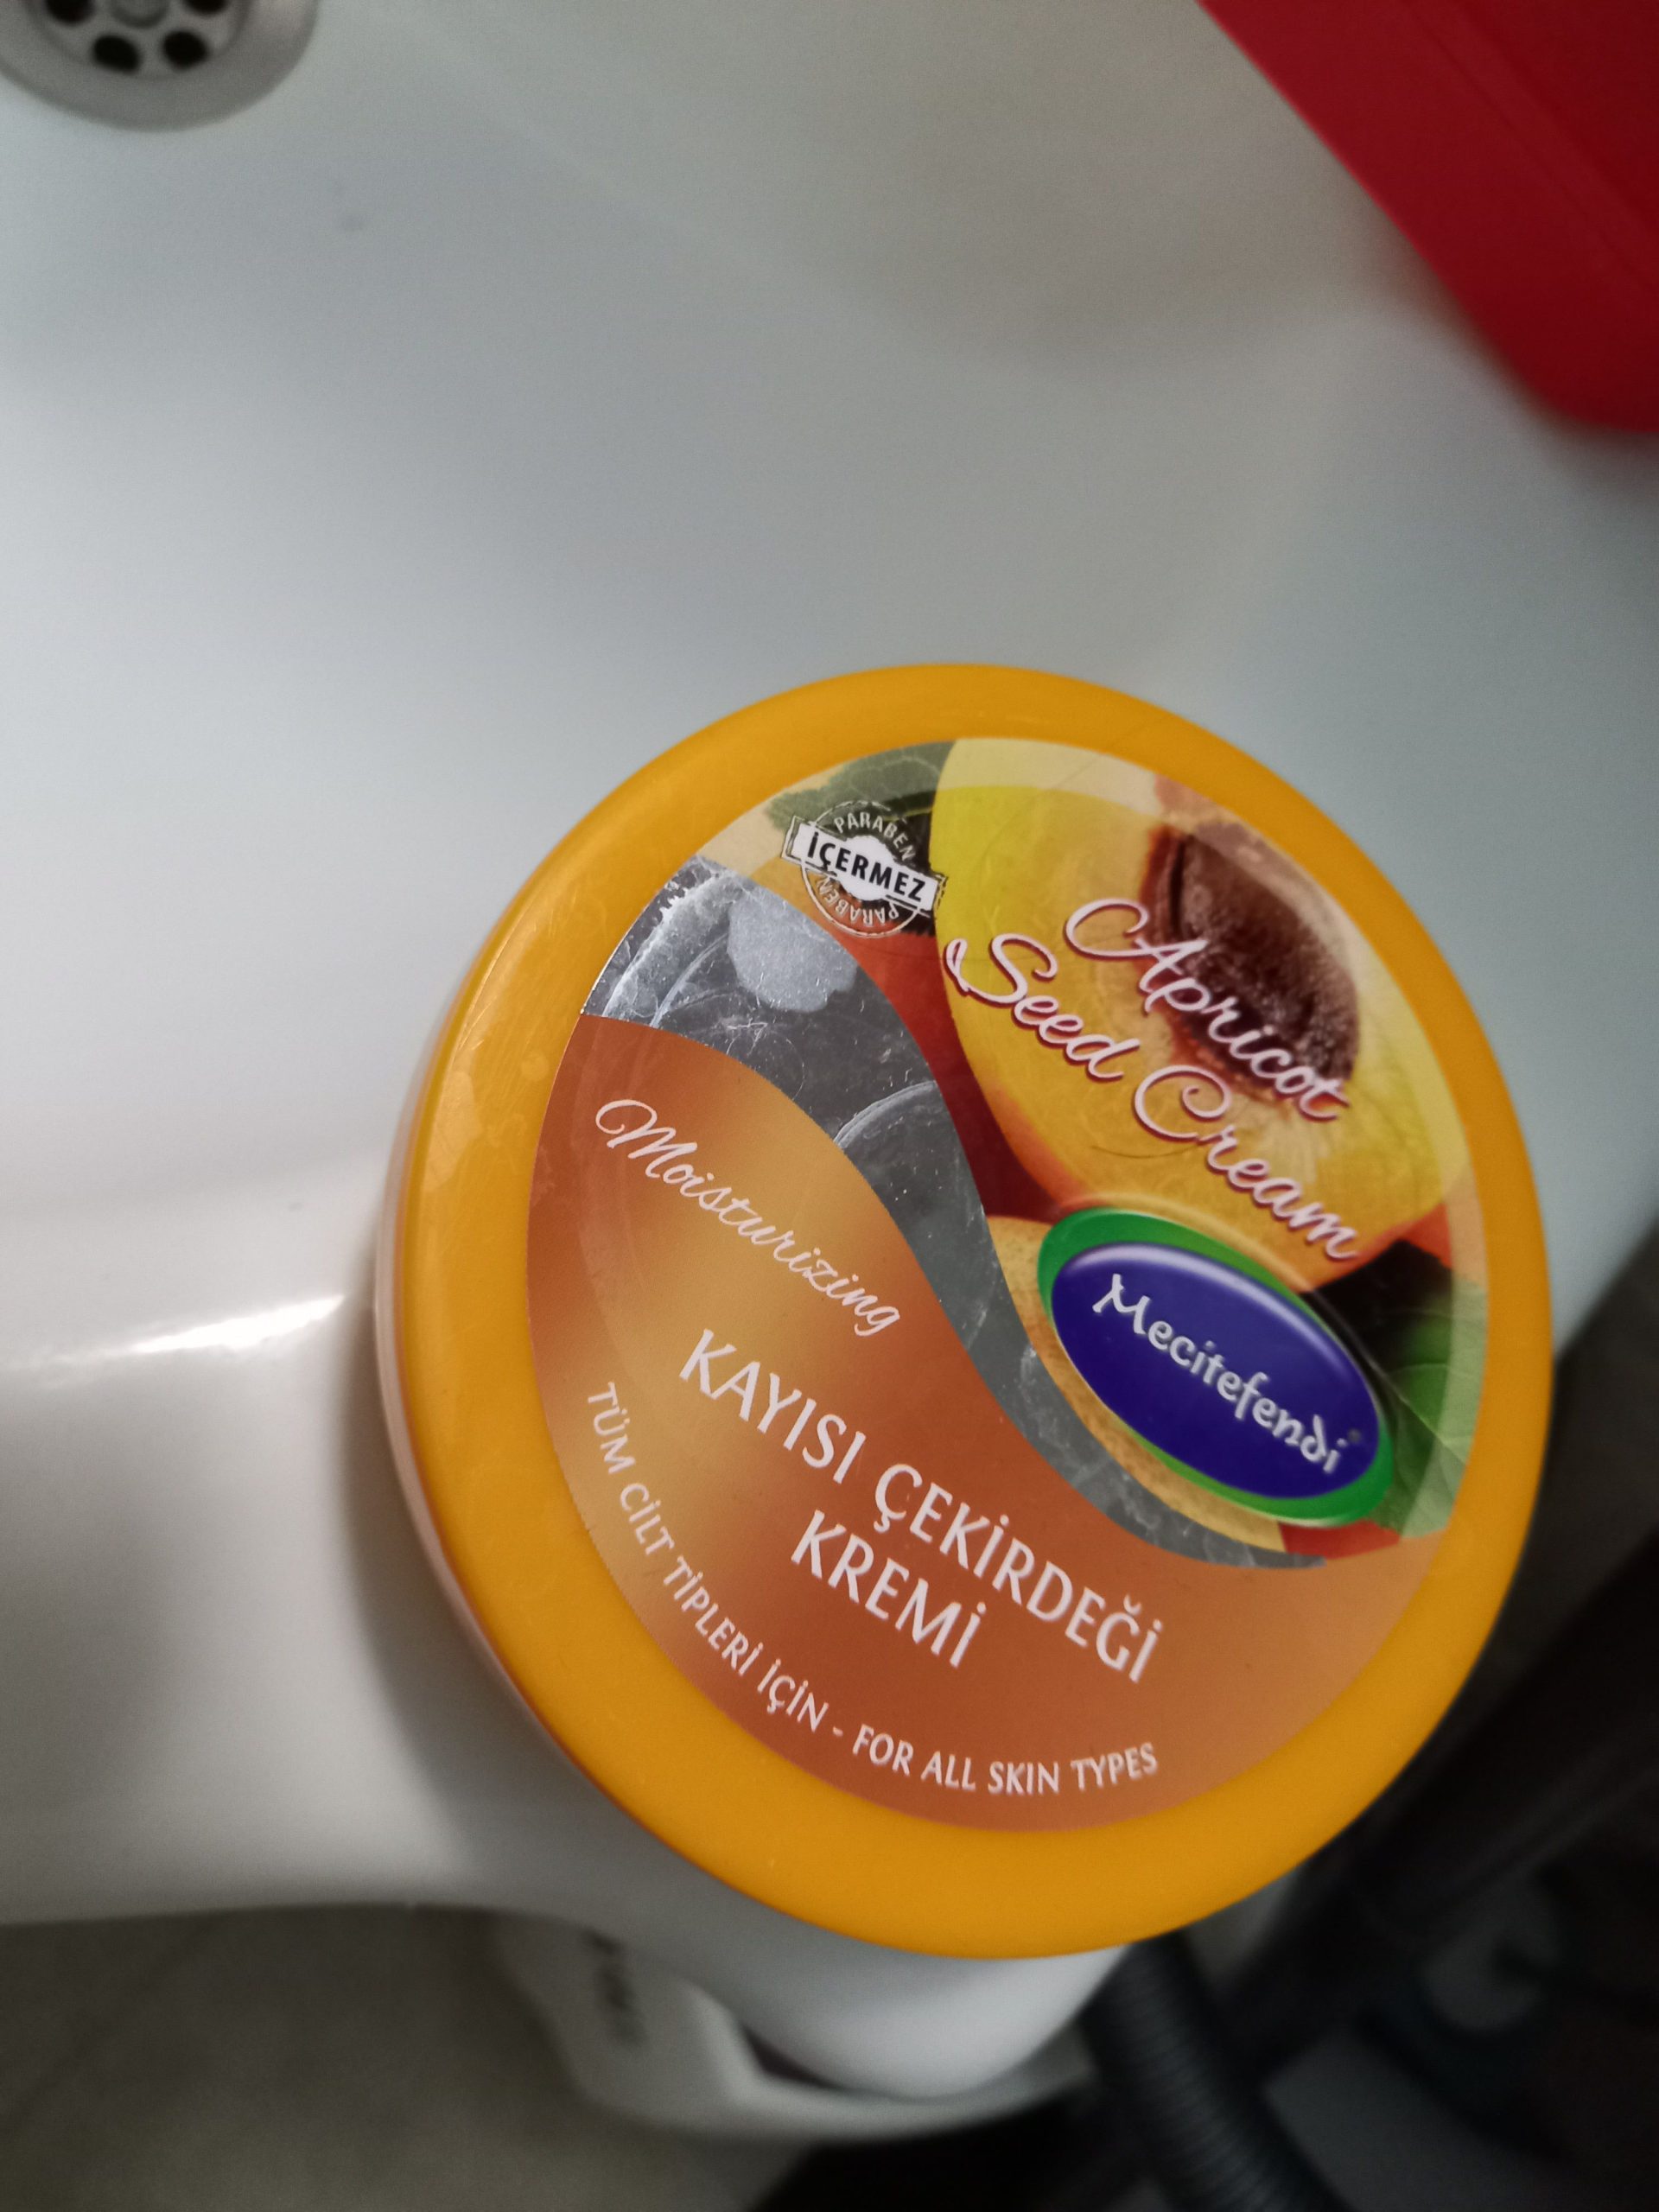 PARABEN
İÇERMEZ
PARABEN
Apricot
Seed Cream
Mecitefendi
Moisturizing
KAYISI ÇEKİRDEĞİ
KREMİ
TÜM CİLT TİPLERİ İÇİN - FOR ALL SKIN TYPES